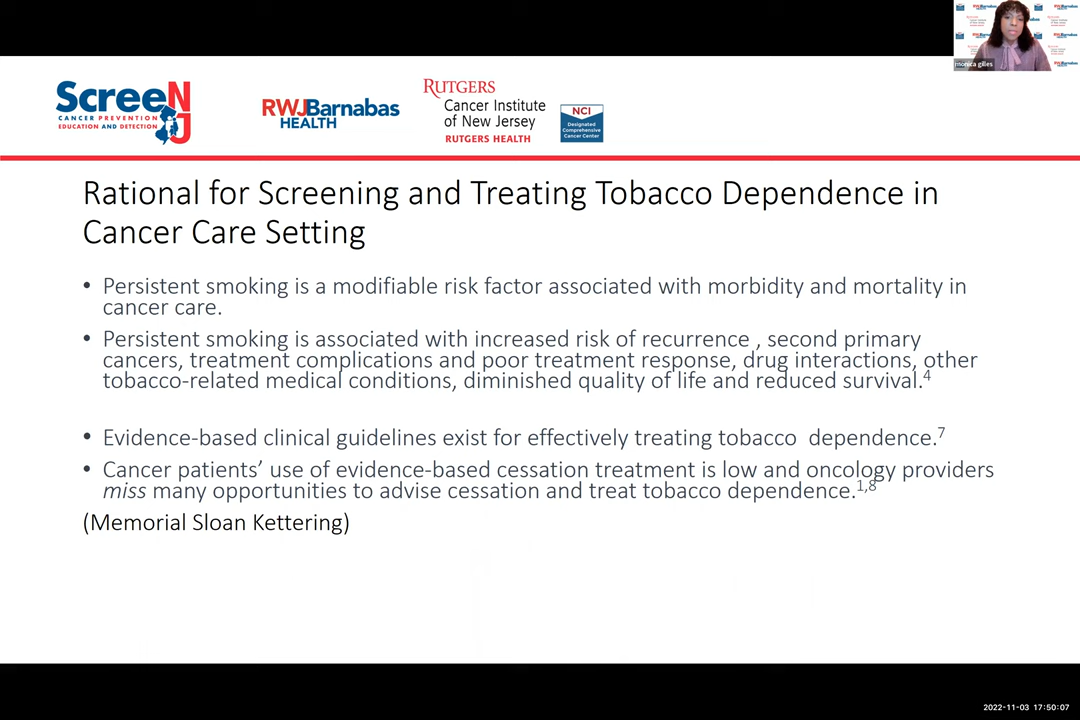 monica gilles
ScreeNJ
CANCER PREVENTION
EDUCATION AND DETECTION
RWJBarnabas
HEALTH
RUTGERS
Cancer Institute
of New Jersey
RUTGERS HEALTH
NCI
Designated
Comprehensive
Cancer Center
Rational for Screening and Treating Tobacco Dependence in
Cancer Care Setting
• Persistent smoking is a modifiable risk factor associated with morbidity and mortality in
cancer care.
• Persistent smoking is associated with increased risk of recurrence , second primary
cancers, treatment complications and poor treatment response, drug interactions, other
tobacco-related medical conditions, diminished quality of life and reduced survival.4
• Evidence-based clinical guidelines exist for effectively treating tobacco  dependence.7
• Cancer patients’ use of evidence-based cessation treatment is low and oncology providers
miss many opportunities to advise cessation and treat tobacco dependence.1,8
(Memorial Sloan Kettering)
2022-11-03 17:50:07